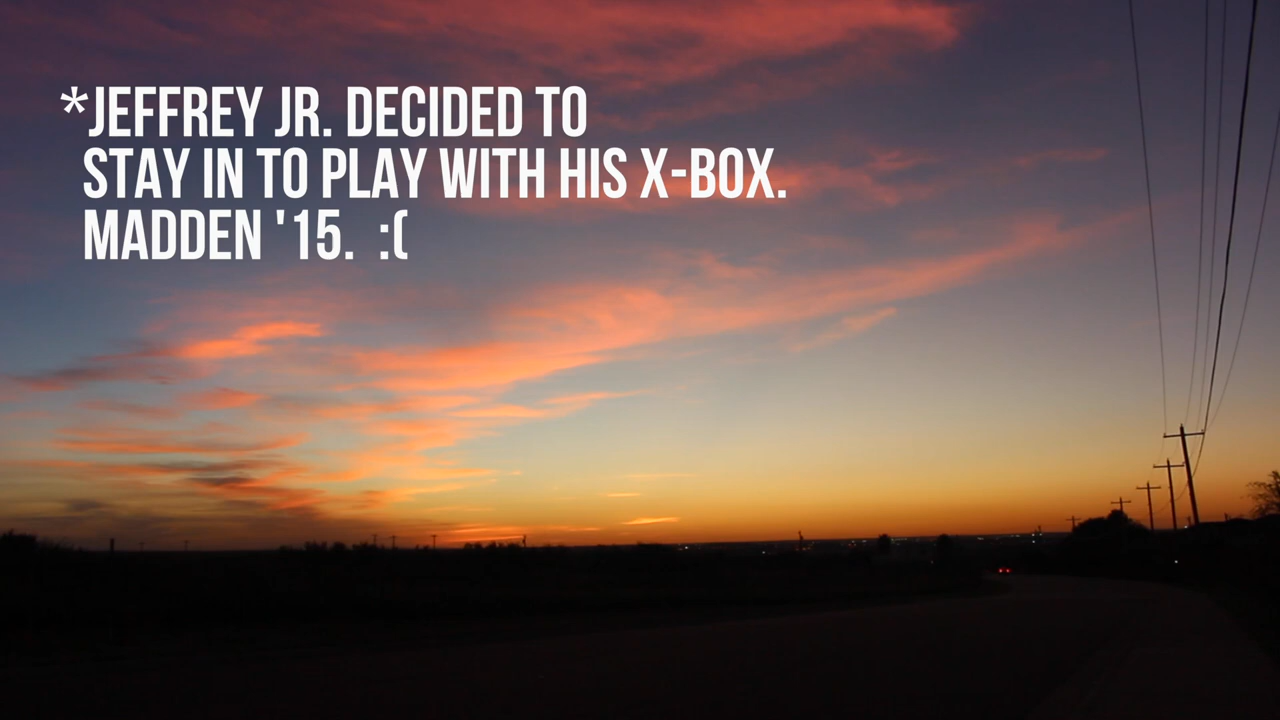 *JEFFREY JR. DECIDED TO
STAY IN TO PLAY WITH HIS X-BOX.
MADDEN '15.  :(